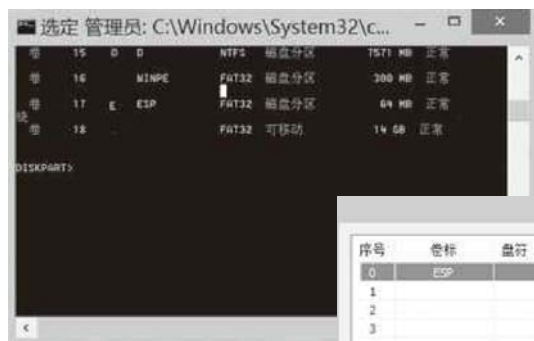 选定 管理员: C:\Windows\System32\c...
卷 15 D D NTFS 磁盘分区 7571 MB 正常
卷 16 WINPE FAT32 磁盘分区 300 MB 正常
卷 17 E ESP FAT32 磁盘分区 64 MB 正常
统
卷 18 FAT32 可移动 14 GB 正常
DISKPART>
序号 卷标 盘符
0 ESP
1
2
3